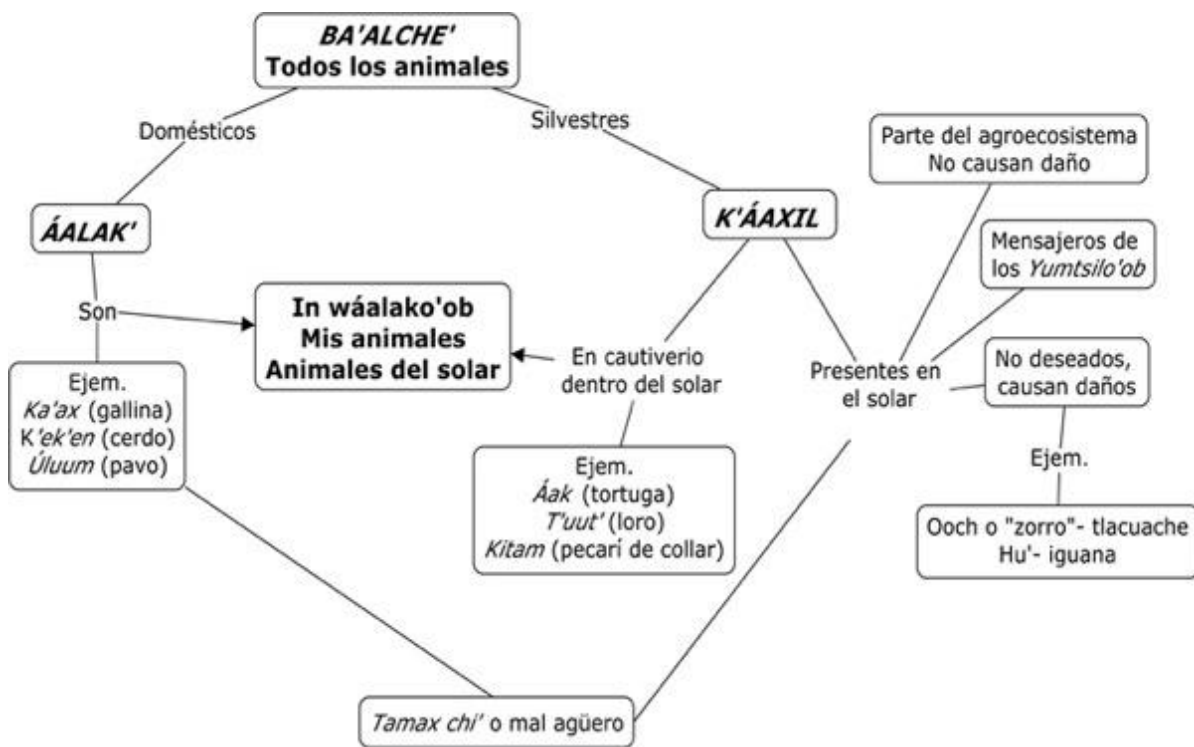 BA'ALCHE'
Todos los animales
Domésticos
Silvestres
Parte del agroecosistema
No causan daño
ÁALAK'
K'ÁAXIL
Mensajeros de
los Yumtsilo'ob
Son
In wáalako'ob
Mis animales
Animales del solar
En cautiverio
dentro del solar
Presentes en
el solar
No deseados,
causan daños
Ejem.
Ka'ax (gallina)
K'ek'en (cerdo)
Úluum (pavo)
Ejem.
Áak (tortuga)
T'uut' (loro)
Kitam (pecarí de collar)
Ejem.
Ooch o "zorro"- tlacuache
Hu'- iguana
Tamax chi' o mal agüero